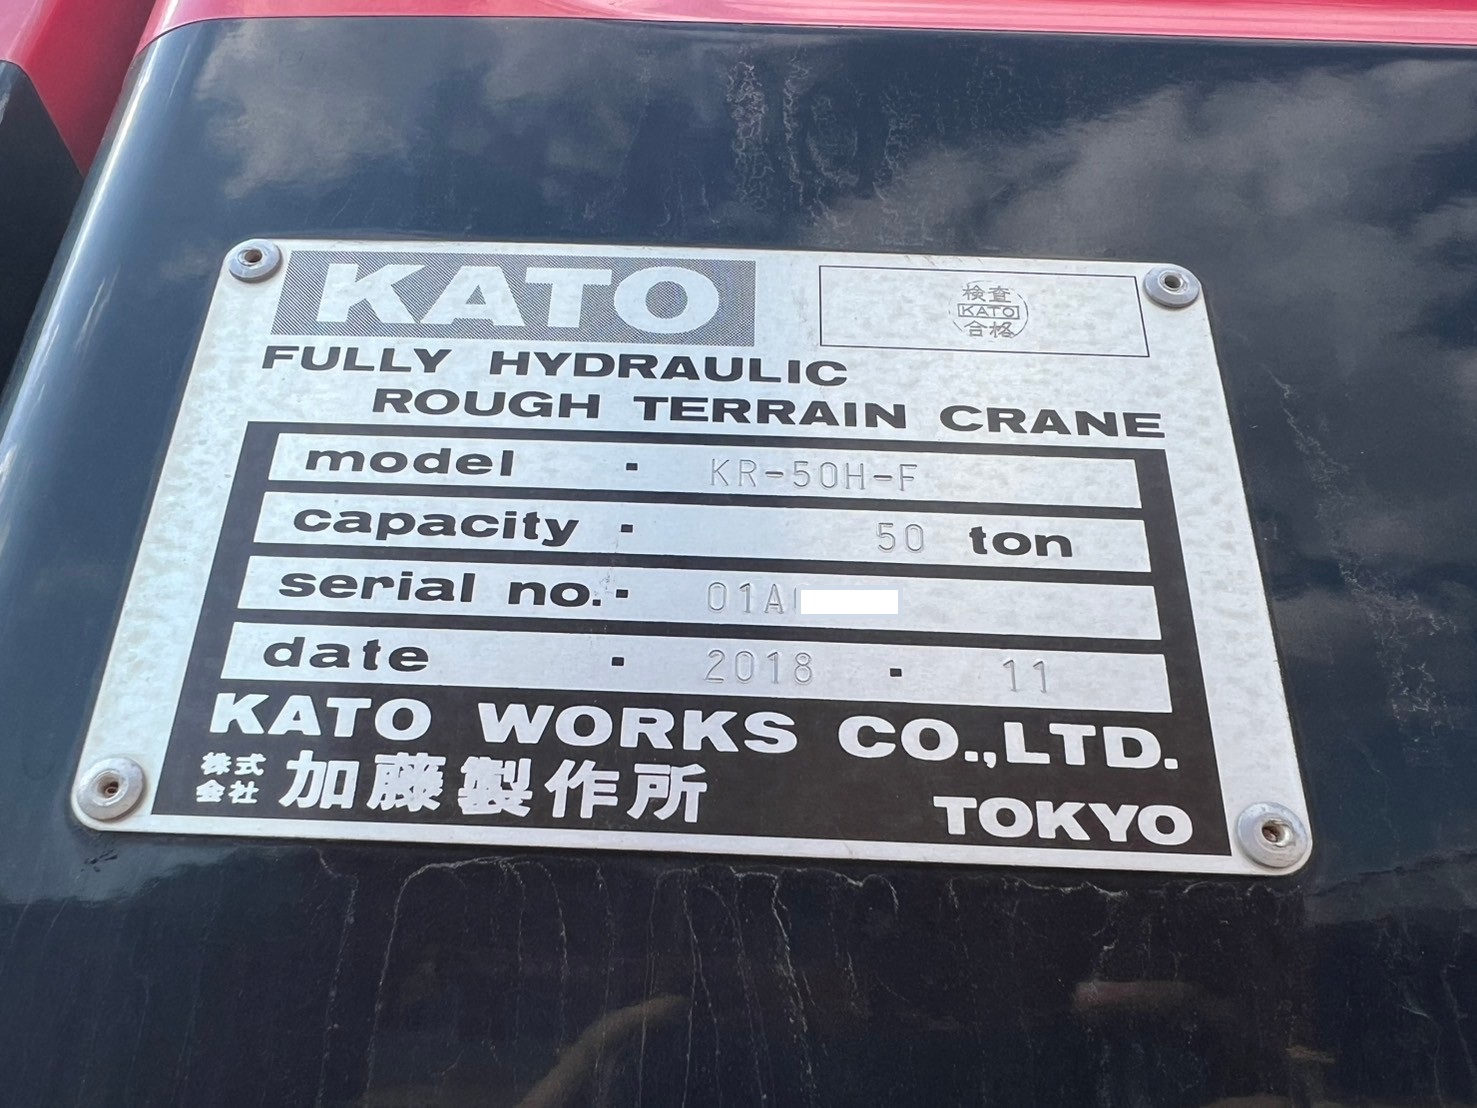 KATO
検査
KATO
合格
FULLY HYDRAULIC
ROUGH TERRAIN CRANE
model · KR-50H-F
capacity · 50 ton
serial no. · 01A
date · 2018 · 11
KATO WORKS CO.,LTD.
株式会社 加藤製作所 TOKYO